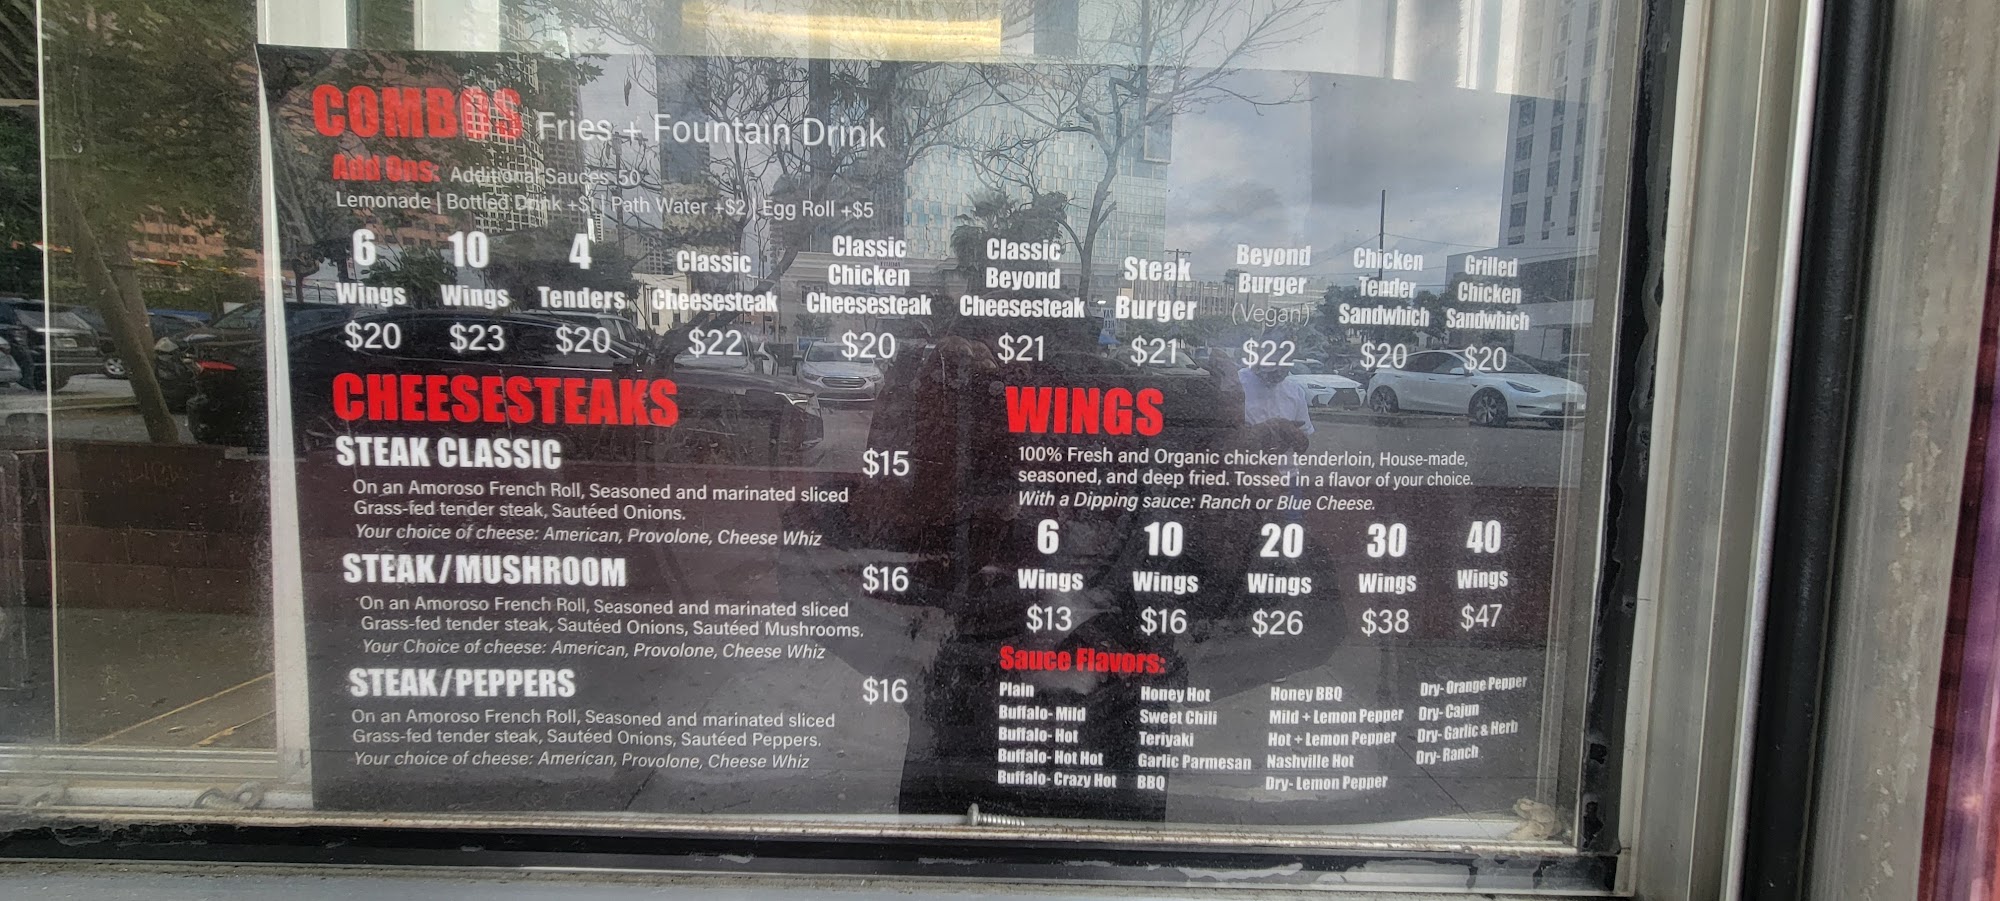 COMBOS Fries + Fountain Drink
Add Ons: Additional Sauces .50
Lemonade | Bottled Drink +$1 | Path Water +$2 | Egg Roll +$5
6
Wings
$20
10
Wings
$23
4
Tenders
$20
Classic
Cheesesteak
$22
Classic
Chicken
Cheesesteak
$20
Classic
Beyond
Cheesesteak
$21
Steak
Burger
$21
Beyond
Burger
(Vegan)
$22
Chicken
Tender
Sandwhich
$20
Grilled
Chicken
Sandwhich
$20
CHEESESTEAKS
STEAK CLASSIC $15
On an Amoroso French Roll, Seasoned and marinated sliced
Grass-fed tender steak, Sautéed Onions.
Your choice of cheese: American, Provolone, Cheese Whiz
STEAK/MUSHROOM $16
On an Amoroso French Roll, Seasoned and marinated sliced
Grass-fed tender steak, Sautéed Onions, Sautéed Mushrooms.
Your Choice of cheese: American, Provolone, Cheese Whiz
STEAK/PEPPERS $16
On an Amoroso French Roll, Seasoned and marinated sliced
Grass-fed tender steak, Sautéed Onions, Sautéed Peppers.
Your choice of cheese: American, Provolone, Cheese Whiz
WINGS
100% Fresh and Organic chicken tenderloin, House-made,
seasoned, and deep fried. Tossed in a flavor of your choice.
With a Dipping sauce: Ranch or Blue Cheese.
6
Wings
$13
10
Wings
$16
20
Wings
$26
30
Wings
$38
40
Wings
$47
Sauce Flavors:
Plain
Buffalo- Mild
Buffalo- Hot
Buffalo- Hot Hot
Buffalo- Crazy Hot
Honey Hot
Sweet Chili
Teriyaki
Garlic Parmesan
BBQ
Honey BBQ
Mild + Lemon Pepper
Hot + Lemon Pepper
Nashville Hot
Dry- Lemon Pepper
Dry- Orange Pepper
Dry- Cajun
Dry- Garlic & Herb
Dry- Ranch